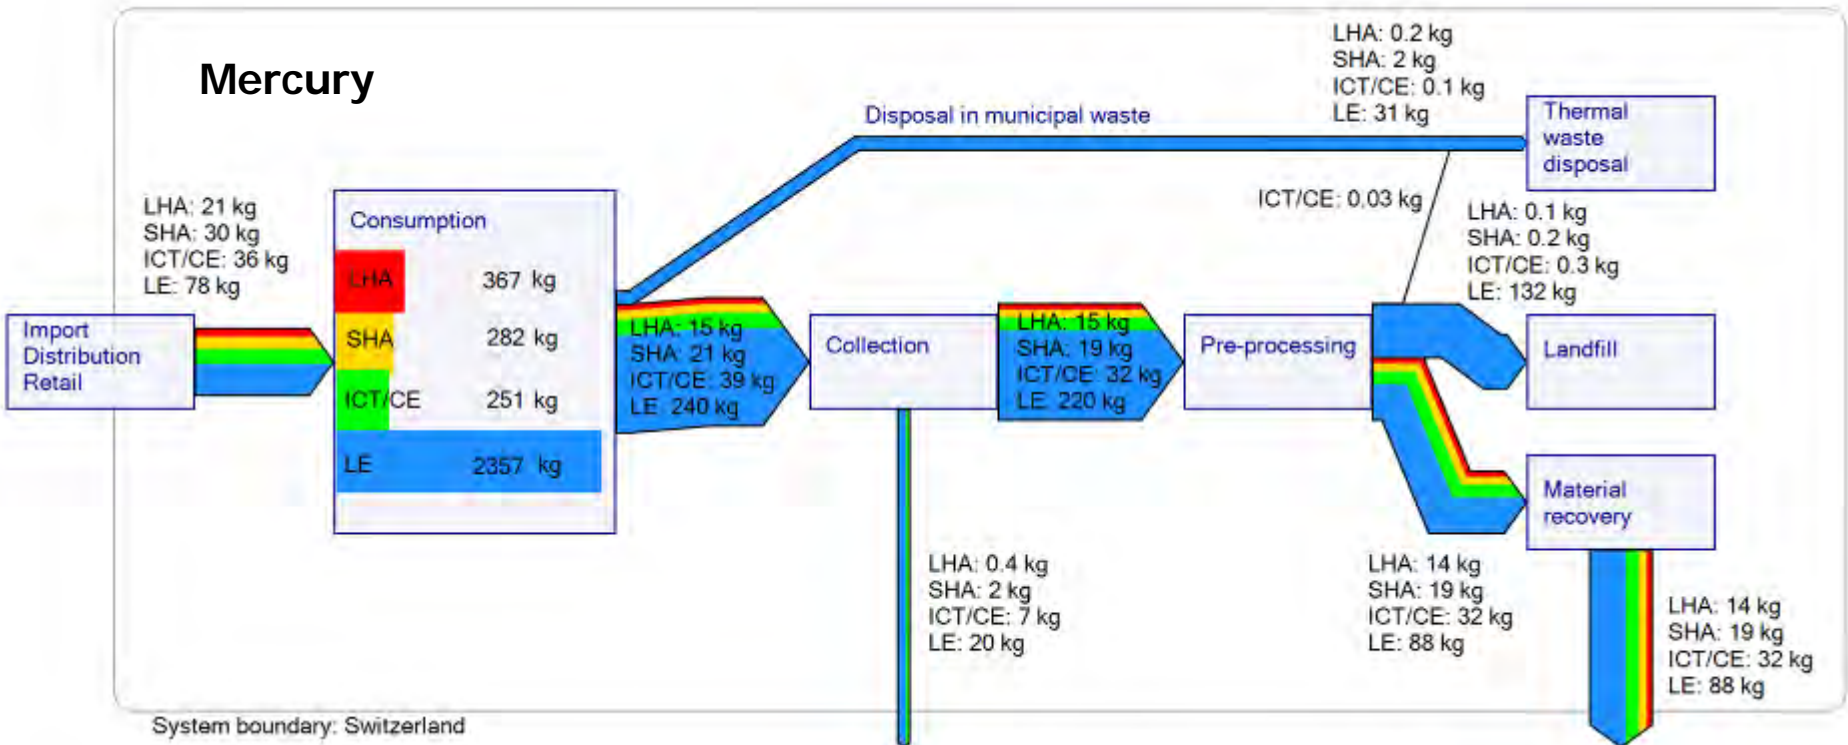 Mercury
LHA: 0.2 kg
SHA: 2 kg
ICT/CE: 0.1 kg
LE: 31 kg
Disposal in municipal waste
Thermal
waste
disposal
ICT/CE: 0.03 kg
LHA: 21 kg
SHA: 30 kg
ICT/CE: 36 kg
LE: 78 kg
Import
Distribution
Retail
Consumption
LHA 367 kg
SHA 282 kg
ICT/CE 251 kg
LE 2357 kg
LHA: 15 kg
SHA: 21 kg
ICT/CE: 39 kg
LE: 240 kg
Collection
LHA: 15 kg
SHA: 19 kg
ICT/CE: 32 kg
LE: 220 kg
Pre-processing
LHA: 0.1 kg
SHA: 0.2 kg
ICT/CE: 0.3 kg
LE: 132 kg
Landfill
Material
recovery
LHA: 0.4 kg
SHA: 2 kg
ICT/CE: 7 kg
LE: 20 kg
LHA: 14 kg
SHA: 19 kg
ICT/CE: 32 kg
LE: 88 kg
LHA: 14 kg
SHA: 19 kg
ICT/CE: 32 kg
LE: 88 kg
System boundary: Switzerland